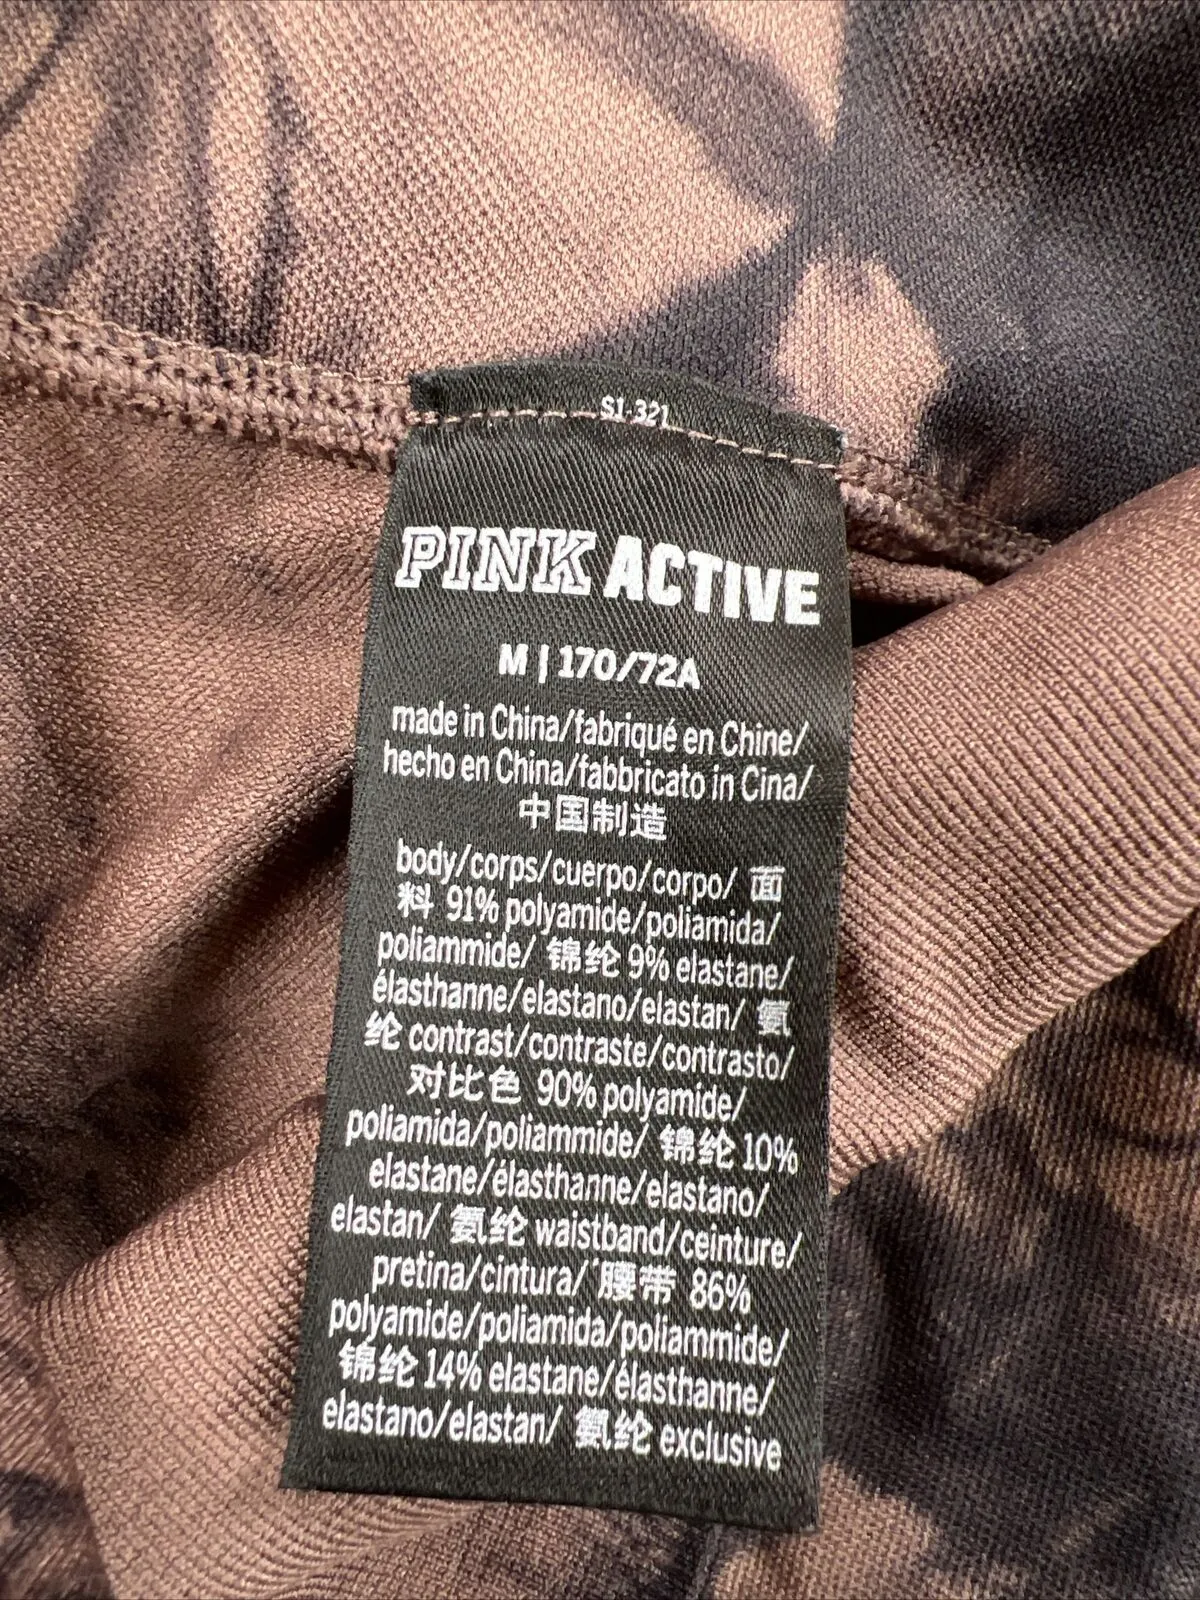 S1-321
PINK ACTIVE
M | 170/72A
made in China/fabriqué en Chine/
hecho en China/fabbricato in Cina/
中国制造
body/corps/cuerpo/corpo/ 面
料 91% polyamide/poliamida/
poliammide/ 锦纶 9% elastane/
élasthanne/elastano/elastan/ 氨
纶 contrast/contraste/contrasto/
对比色 90% polyamide/
poliamida/poliammide/ 锦纶 10%
elastane/élasthanne/elastano/
elastan/ 氨纶 waistband/ceinture/
pretina/cintura/ 腰带 86%
polyamide/poliamida/poliammide/
锦纶 14% elastane/élasthanne/
elastano/elastan/ 氨纶 exclusive